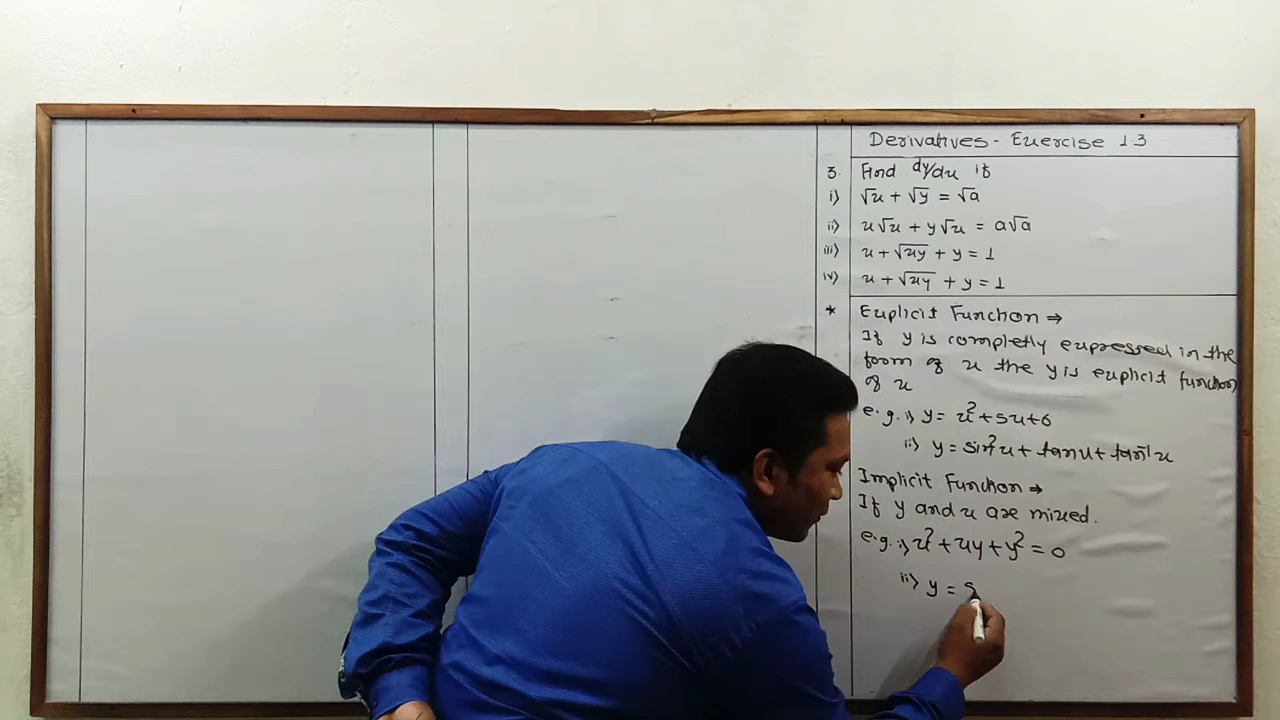 Derivatives - Exercise 1.3
3. Find dy/dx if
i) √x + √y = √a
ii) x√x + y√x = a√a
iii) x + √xy + y = 1
iv) x + √xy + y = 1
* Explicit Function ⇒
If y is completly expressed in the
form of x the y is explicit function
of x
e.g. i) y = x² + 5x + 6
ii) y = sin²x + tanx + tan⁻¹x
Implicit Function ⇒
If y and x are mixed.
e.g. i) x² + xy + y² = 0
ii) y = s